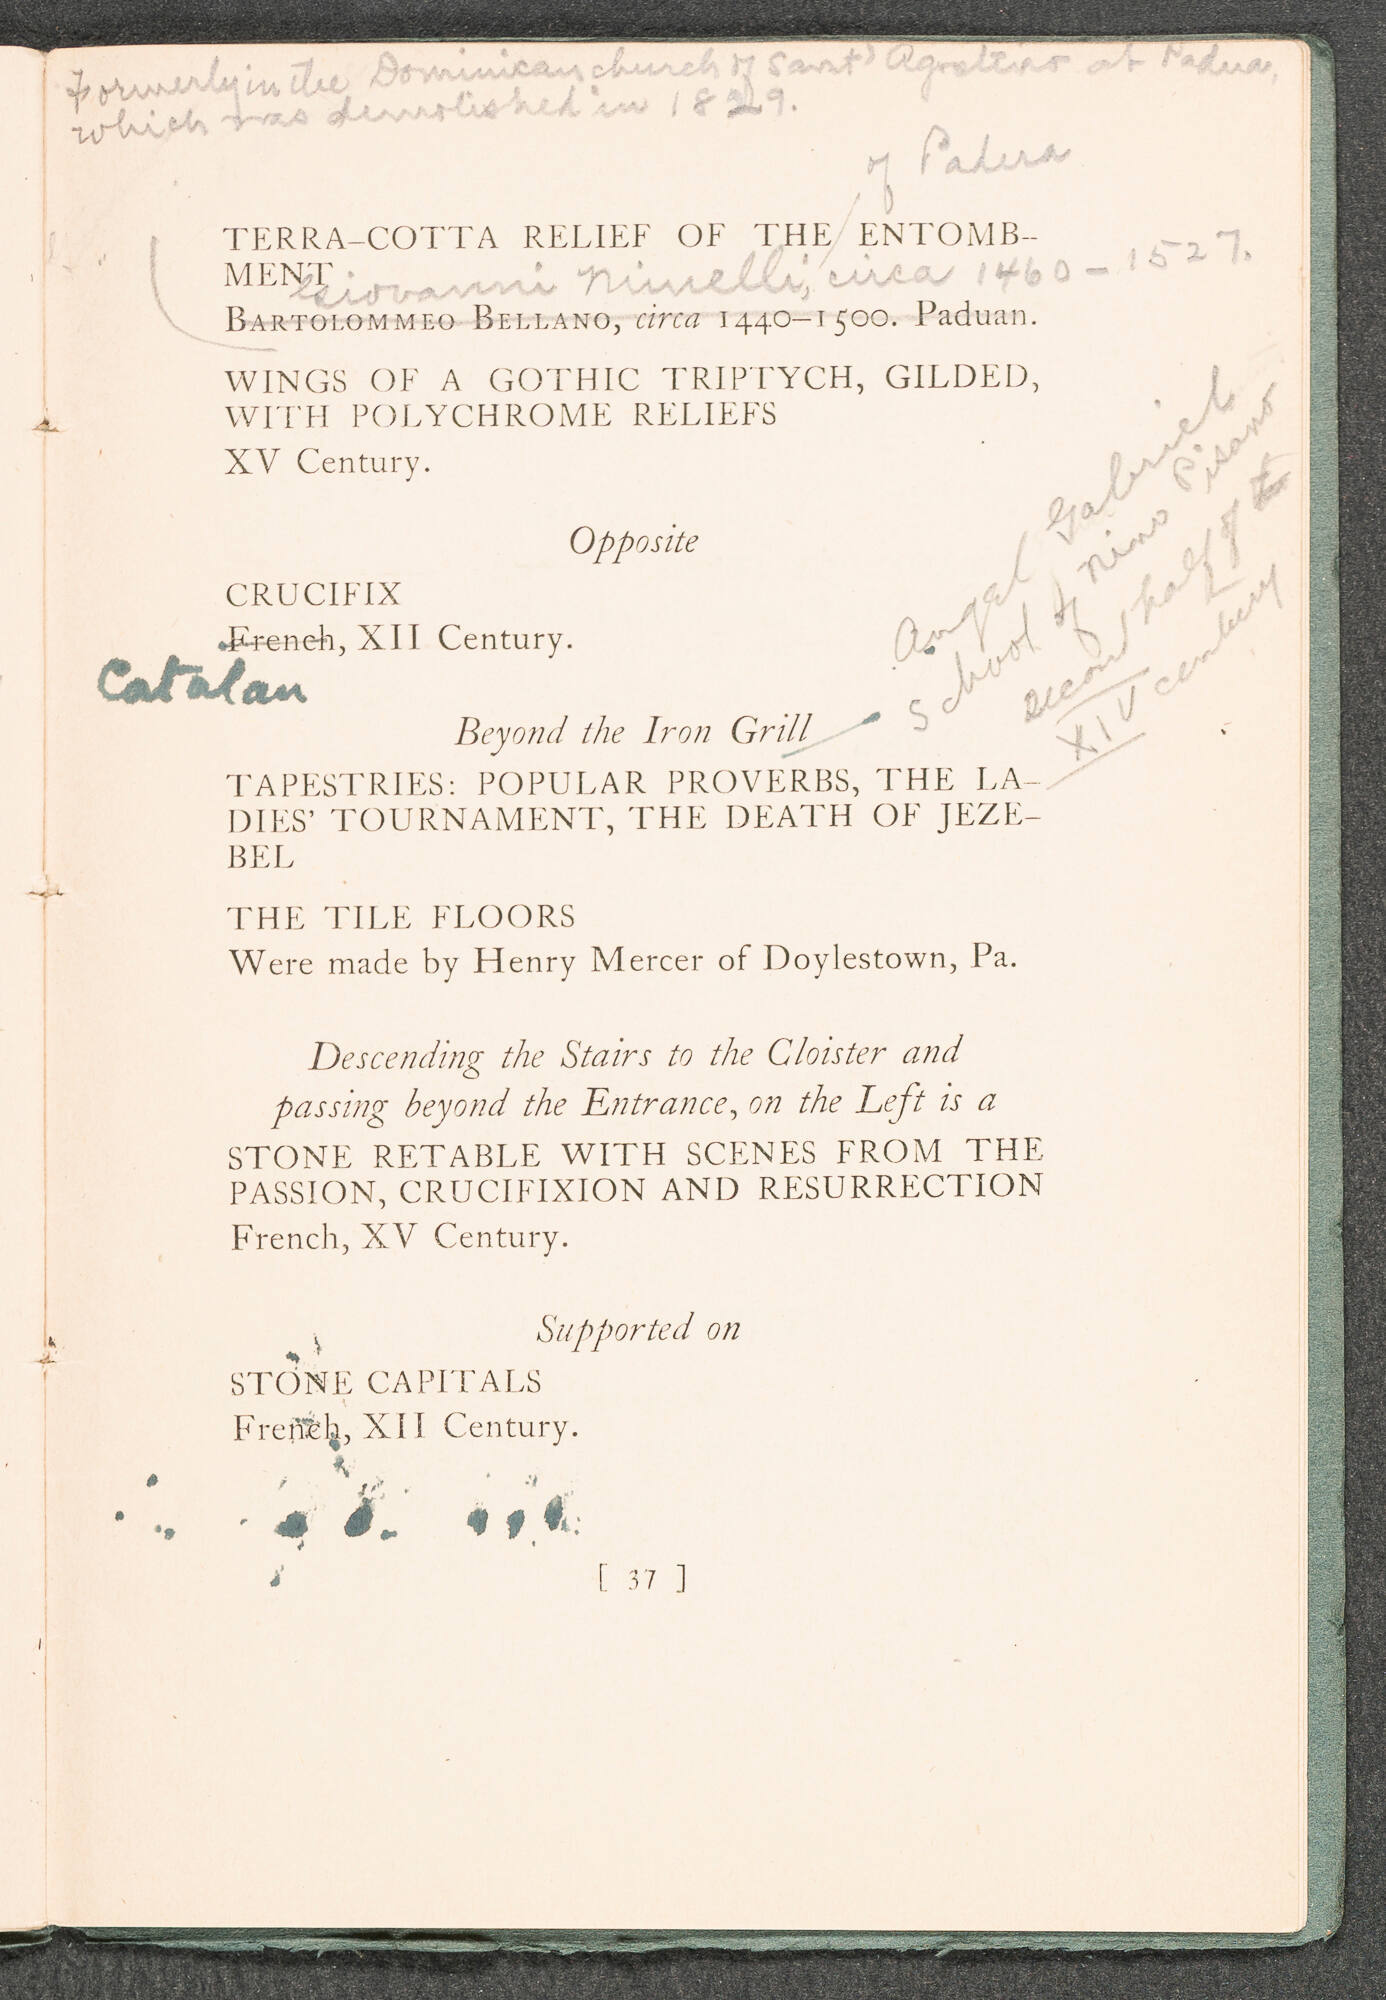 Formerly in the Dominican church of Sant' Agostino at Padua,
which was demolished in 1829.
of Padua
TERRA–COTTA RELIEF OF THE ENTOMB–
MENT
Giovanni Minelli, circa 1460–1527.
BARTOLOMMEO BELLANO, circa 1440–1500. Paduan.
WINGS OF A GOTHIC TRIPTYCH, GILDED,
WITH POLYCHROME RELIEFS
XV Century.
Opposite
CRUCIFIX
French, XII Century.
Catalan
Angel Gabriel
School of Nino Pisano
second half of
XIV century
Beyond the Iron Grill
TAPESTRIES: POPULAR PROVERBS, THE LA–
DIES' TOURNAMENT, THE DEATH OF JEZE–
BEL
THE TILE FLOORS
Were made by Henry Mercer of Doylestown, Pa.
Descending the Stairs to the Cloister and
passing beyond the Entrance, on the Left is a
STONE RETABLE WITH SCENES FROM THE
PASSION, CRUCIFIXION AND RESURRECTION
French, XV Century.
Supported on
STONE CAPITALS
French, XII Century.
[ 37 ]